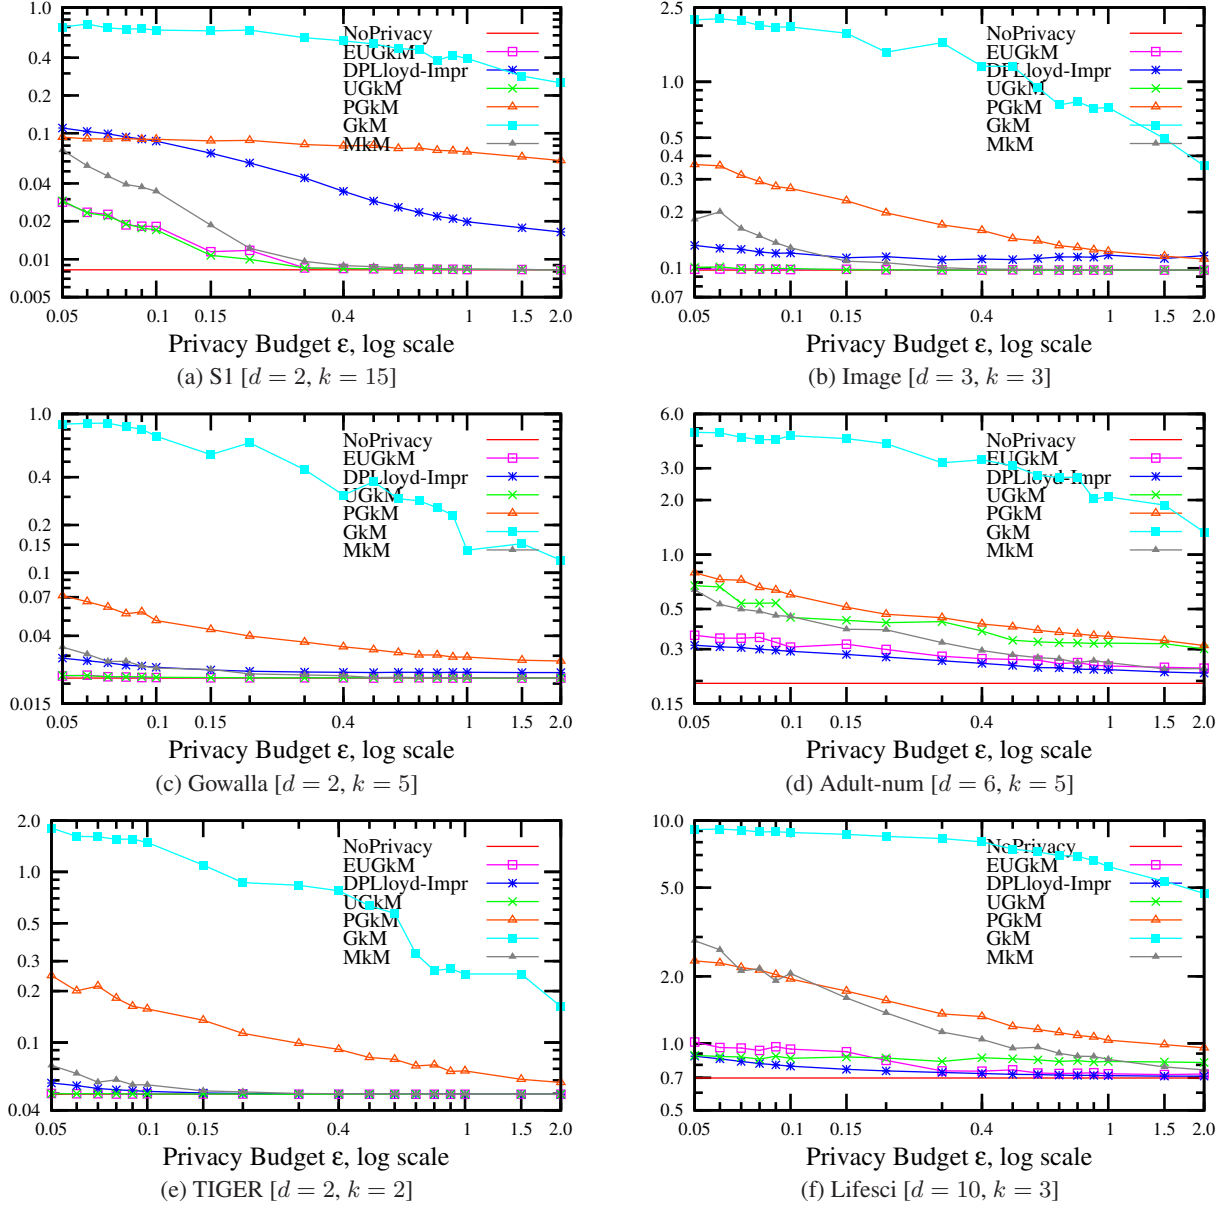 1.0
0.4
0.2
0.1
0.04
0.02
0.01
0.005
0.05 0.1 0.15 0.4 1 1.5 2.0
NoPrivacy
EUGkM
DPLloyd-Impr
UGkM
PGkM
GkM
MkM
Privacy Budget ε, log scale
(a) S1 [d = 2, k = 15]
2.5
1.0
0.5
0.4
0.2
0.1
0.07
0.05 0.1 0.15 0.4 1 1.5 2.0
NoPrivacy
EUGkM
DPLloyd-Impr
UGkM
PGkM
GkM
MkM
Privacy Budget ε, log scale
(b) Image [d = 3, k = 3]
1.0
0.4
0.2
0.15
0.1
0.07
0.04
0.015
0.05 0.1 0.15 0.4 1 1.5 2.0
NoPrivacy
EUGkM
DPLloyd-Impr
UGkM
PGkM
GkM
MkM
Privacy Budget ε, log scale
(c) Gowalla [d = 2, k = 5]
6.0
3.0
2.0
1.0
0.5
0.3
0.15
0.05 0.1 0.15 0.4 1 1.5 2.0
NoPrivacy
EUGkM
DPLloyd-Impr
UGkM
PGkM
GkM
MkM
Privacy Budget ε, log scale
(d) Adult-num [d = 6, k = 5]
2.0
1.0
0.5
0.3
0.2
0.1
0.04
0.05 0.1 0.15 0.4 1 1.5 2.0
NoPrivacy
EUGkM
DPLloyd-Impr
UGkM
PGkM
GkM
MkM
Privacy Budget ε, log scale
(e) TIGER [d = 2, k = 2]
10.0
5.0
2.0
1.0
0.7
0.5
0.05 0.1 0.15 0.4 1 1.5 2.0
NoPrivacy
EUGkM
DPLloyd-Impr
UGkM
PGkM
GkM
MkM
Privacy Budget ε, log scale
(f) Lifesci [d = 10, k = 3]